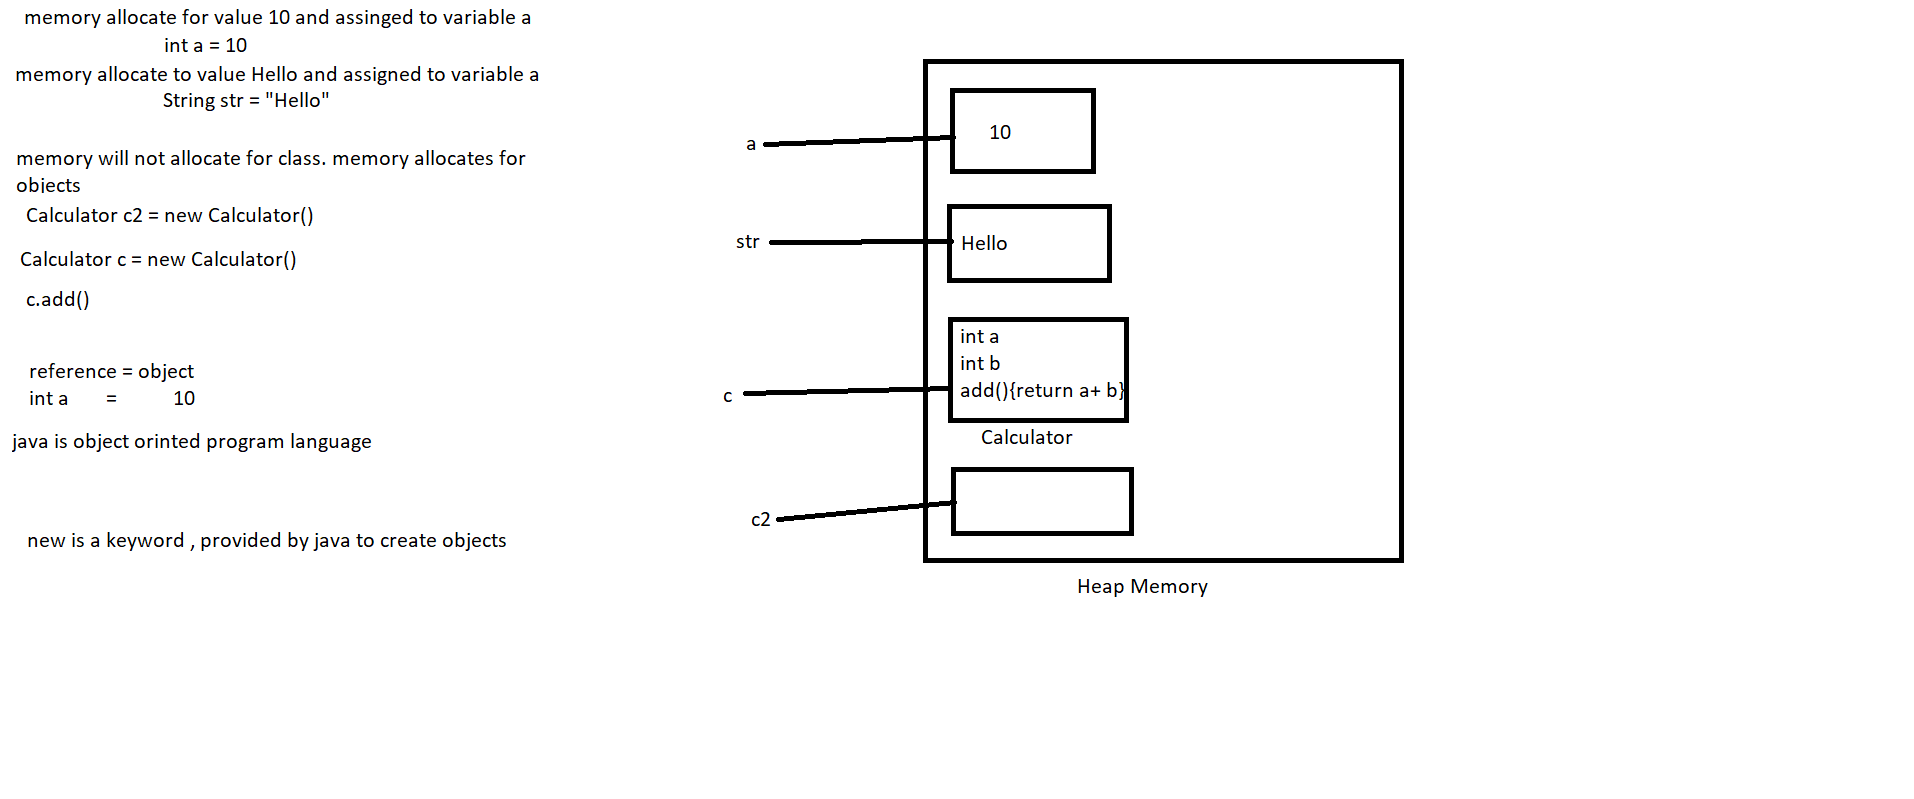 memory allocate for value 10 and assinged to variable a
int a = 10
memory allocate to value Hello and assigned to variable a
String str = "Hello"
memory will not allocate for class. memory allocates for
objects
Calculator c2 = new Calculator()
Calculator c = new Calculator()
c.add()
reference = object
int a = 10
java is object orinted program language
new is a keyword , provided by java to create objects
a
10
str
Hello
int a
int b
add(){return a+ b}
c
Calculator
c2
Heap Memory